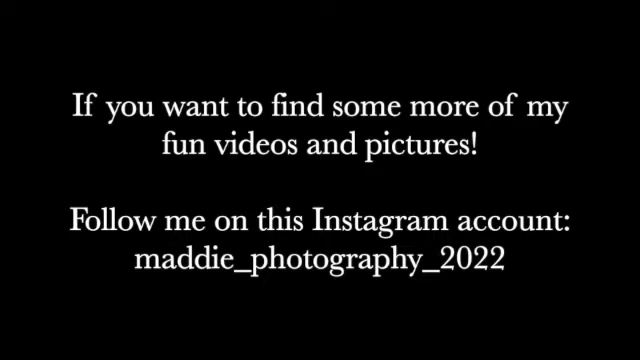 If you want to find some more of my
fun videos and pictures!
Follow me on this Instagram account:
maddie_photography_2022